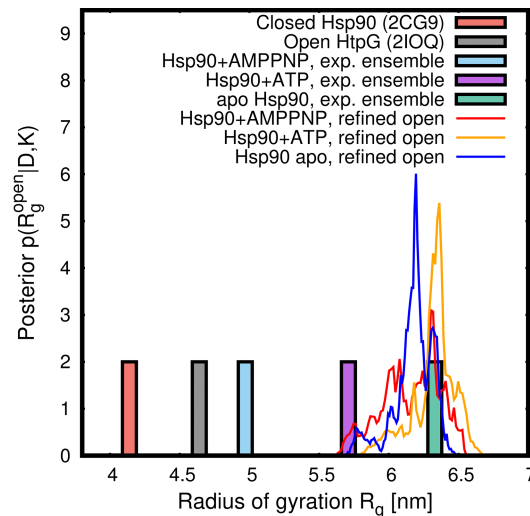 Closed Hsp90 (2CG9)
Open HtpG (2IOQ)
Hsp90+AMPPNP, exp. ensemble
Hsp90+ATP, exp. ensemble
apo Hsp90, exp. ensemble
Hsp90+AMPPNP, refined open
Hsp90+ATP, refined open
Hsp90 apo, refined open
Posterior p(R_g^open|D,K)
9
8
7
6
5
4
3
2
1
0
4 4.5 5 5.5 6 6.5 7
Radius of gyration R_g [nm]